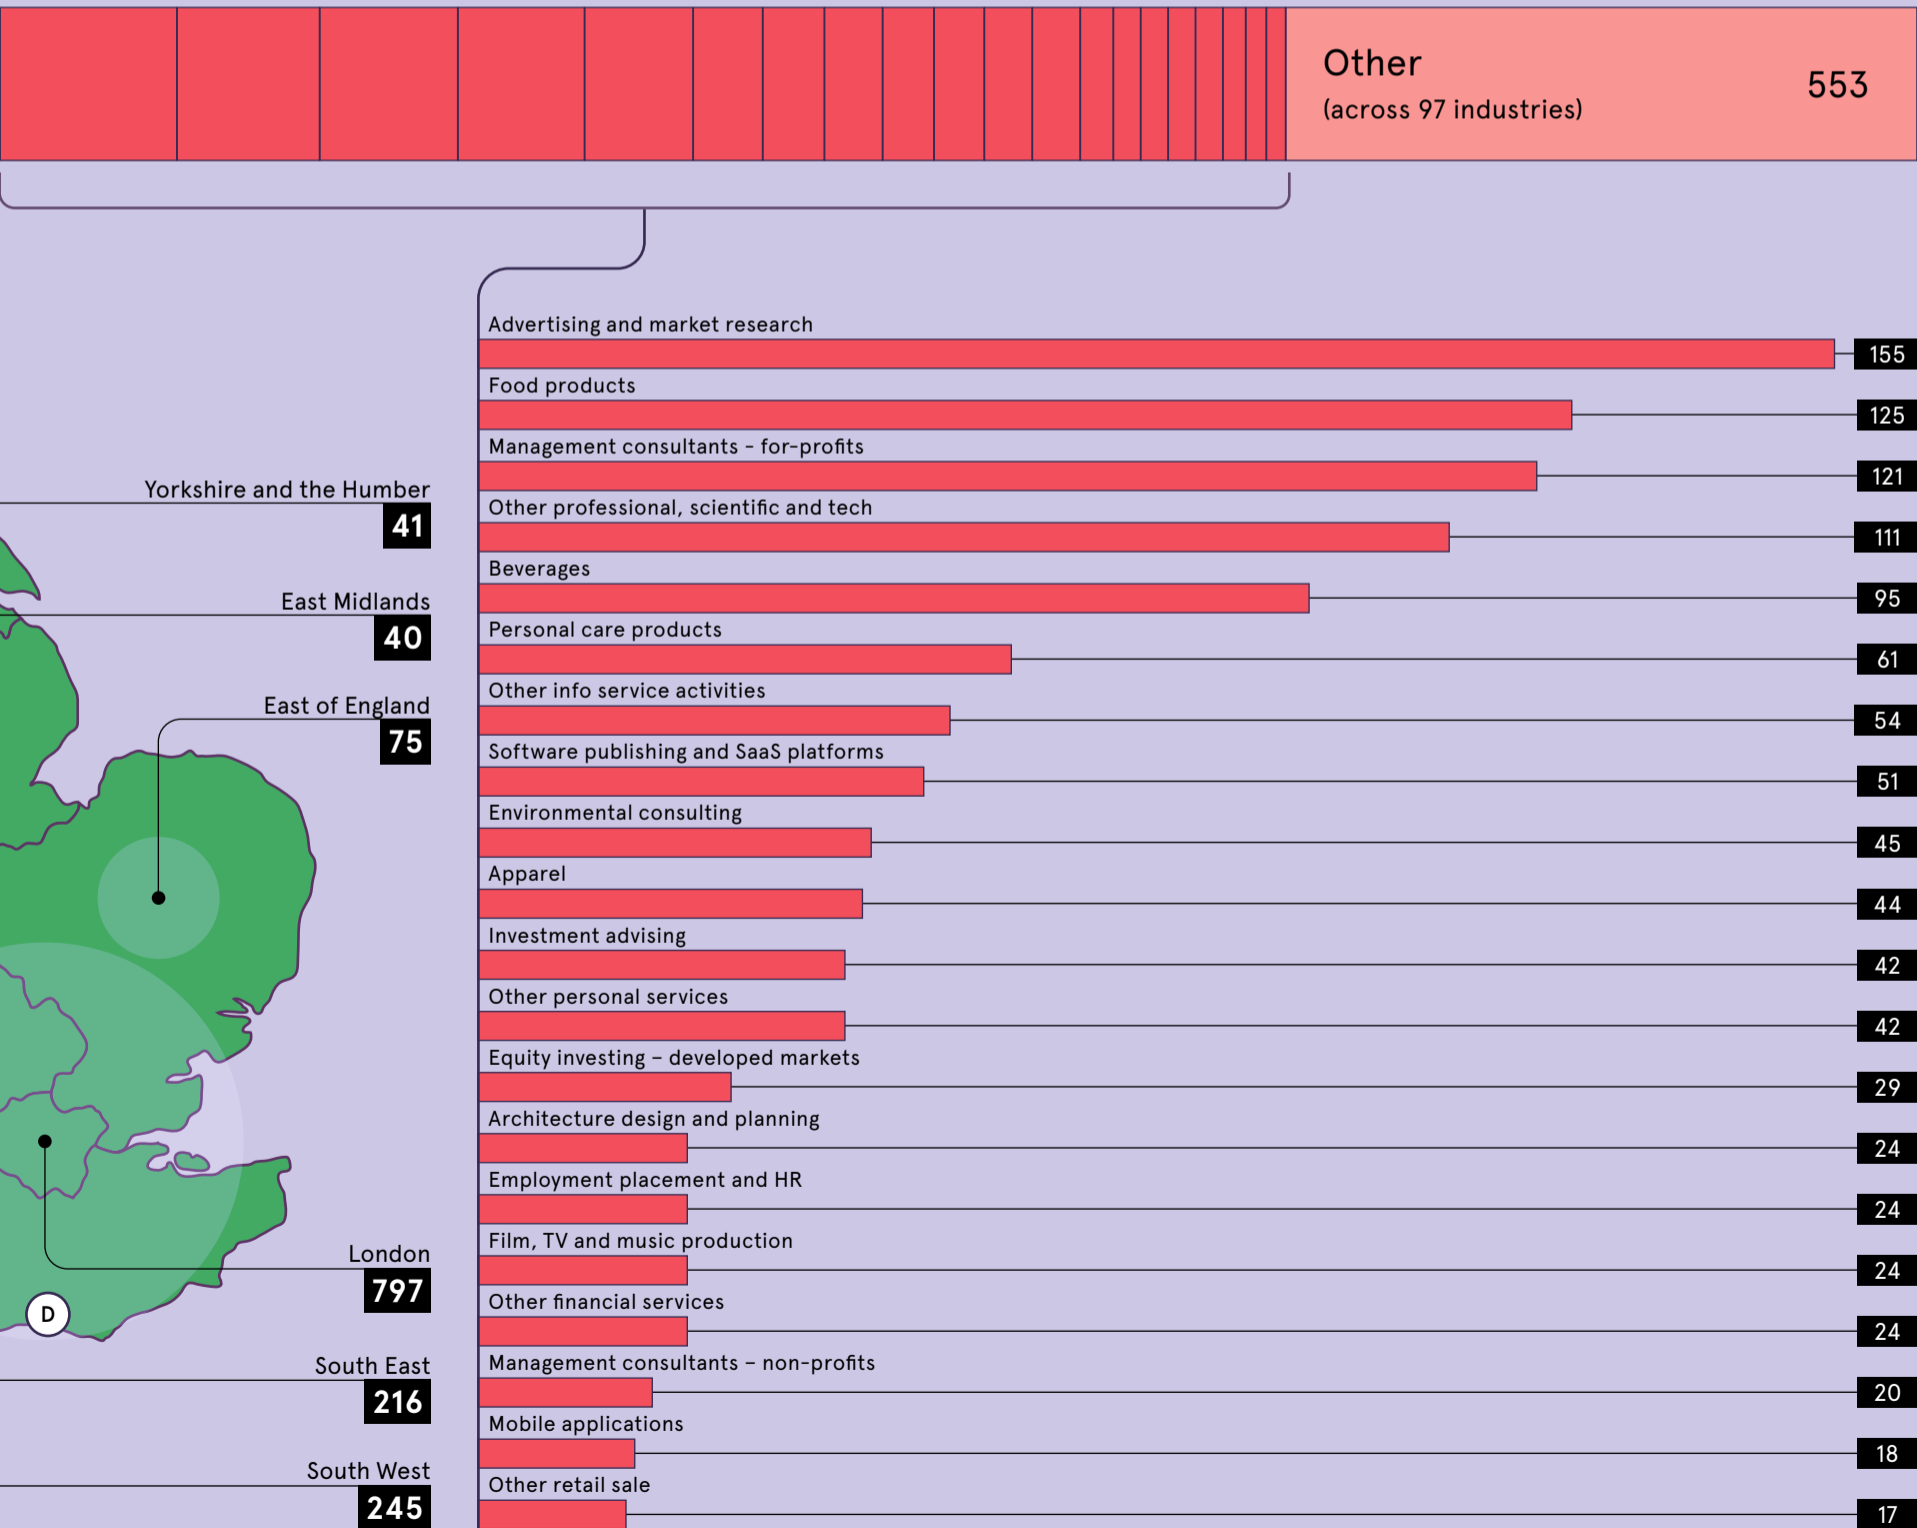 Other
(across 97 industries)
553
Yorkshire and the Humber
41
East Midlands
40
East of England
75
London
797
D
South East
216
South West
245
Advertising and market research
155
Food products
125
Management consultants - for-profits
121
Other professional, scientific and tech
111
Beverages
95
Personal care products
61
Other info service activities
54
Software publishing and SaaS platforms
51
Environmental consulting
45
Apparel
44
Investment advising
42
Other personal services
42
Equity investing – developed markets
29
Architecture design and planning
24
Employment placement and HR
24
Film, TV and music production
24
Other financial services
24
Management consultants – non-profits
20
Mobile applications
18
Other retail sale
17